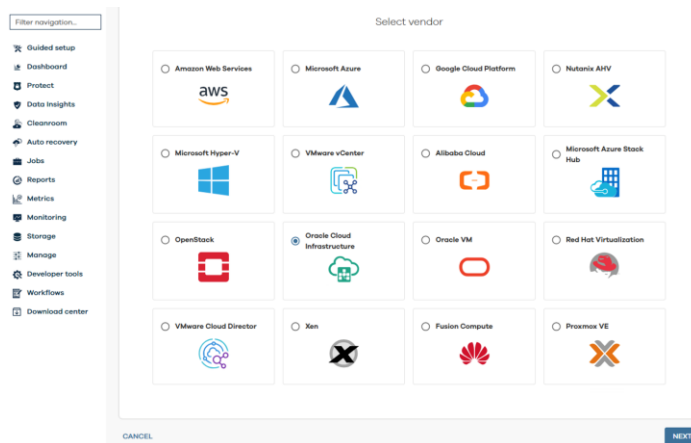 Filter navigation...
Guided setup
Dashboard
Protect
Data Insights
Cleanroom
Auto recovery
Jobs
Reports
Metrics
Monitoring
Storage
Manage
Developer tools
Workflows
Download center
Select vendor
Amazon Web Services
aws
Microsoft Azure
Google Cloud Platform
Nutanix AHV
Microsoft Hyper-V
VMware vCenter
Alibaba Cloud
Microsoft Azure Stack
Hub
OpenStack
Oracle Cloud
Infrastructure
Oracle VM
Red Hat Virtualization
VMware Cloud Director
Xen
Fusion Compute
Proxmox VE
CANCEL
NEXT